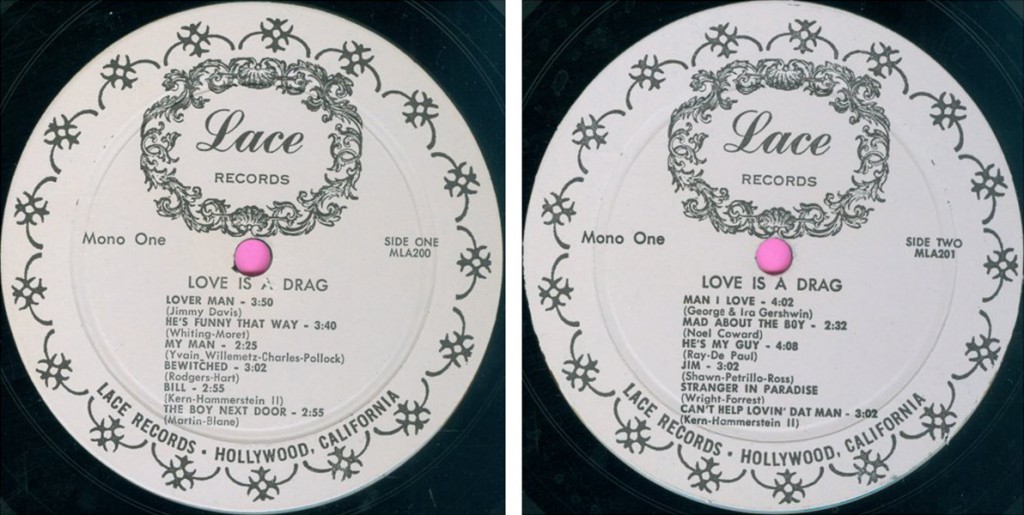 Lace
RECORDS
Mono One
SIDE ONE
MLA200
LOVE IS A DRAG
LOVER MAN - 3:50
(Jimmy Davis)
HE'S FUNNY THAT WAY - 3:40
(Whiting-Moret)
MY MAN - 2:25
(Yvain Willemetz-Charles-Pollock)
BEWITCHED - 3:02
(Rodgers-Hart)
BILL - 2:55
(Kern-Hammerstein II)
THE BOY NEXT DOOR - 2:55
(Martin-Blane)
LACE RECORDS · HOLLYWOOD, CALIFORNIA
Lace
RECORDS
Mono One
SIDE TWO
MLA201
LOVE IS A DRAG
MAN I LOVE - 4:02
(George & Ira Gershwin)
MAD ABOUT THE BOY - 2:32
(Noel Coward)
HE'S MY GUY - 4:08
(Ray-De Paul)
JIM - 3:02
(Shawn-Petrillo-Ross)
STRANGER IN PARADISE
(Wright-Forrest)
CAN'T HELP LOVIN' DAT MAN - 3:02
(Kern-Hammerstein II)
LACE RECORDS · HOLLYWOOD, CALIFORNIA